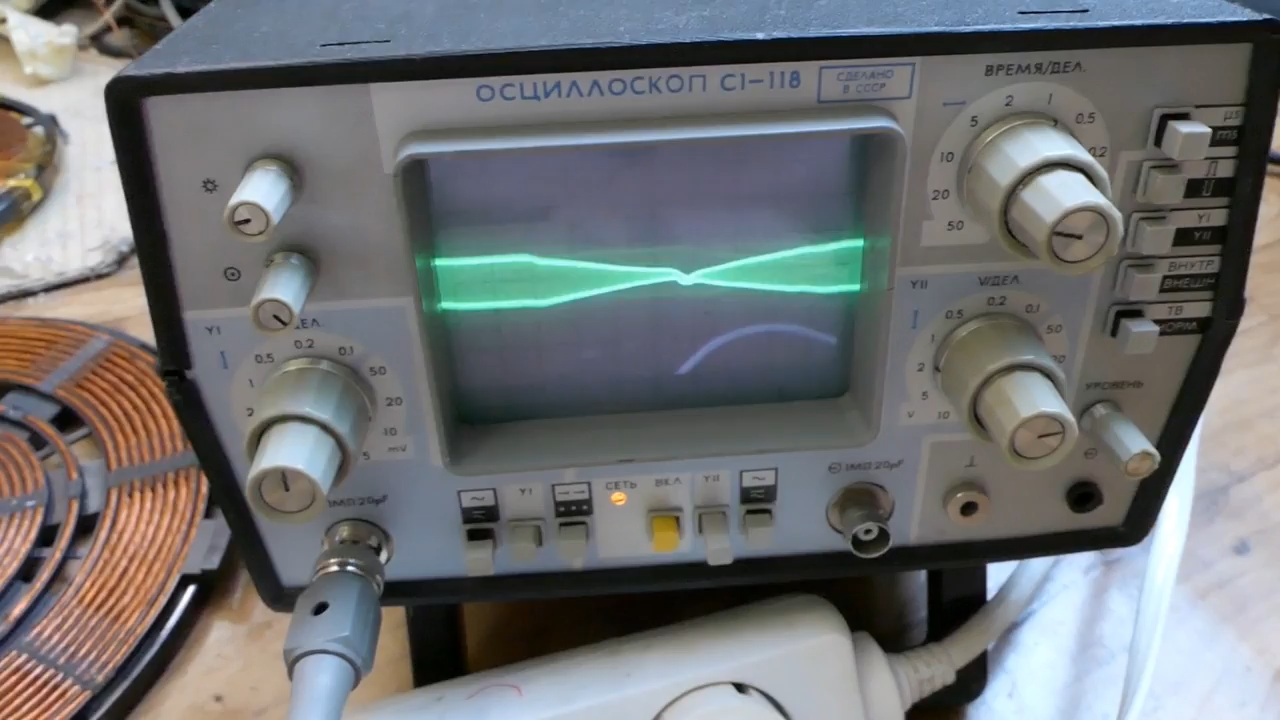 ОСЦИЛЛОСКОП С1-118
СДЕЛАНО
В СССР
ВРЕМЯ/ДЕЛ.
5 2 1 0.5
10 0.2
20
50
μs
ms
YI
YII
ВНУТР
ВНЕШН
ТВ
НОРМ
YII V/ДЕЛ.
0.5 0.2 0.1
1 50
2 20
5
V 10
УРОВЕНЬ
YI
0.5 0.2 0.1
1 50
2 20
10
5 mV
1MΩ 20pF
~ YI СЕТЬ ВКЛ YII ~
1MΩ 20pF
⊥